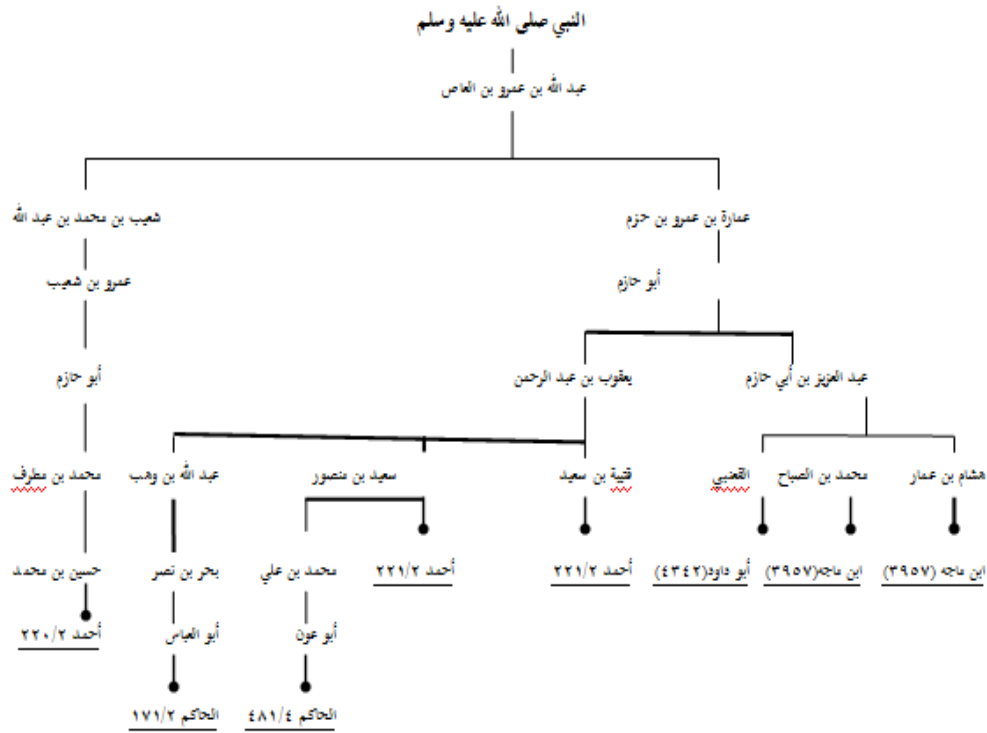 النبي صلى الله عليه وسلم
عبد الله بن عمرو بن العاص
عمارة بن عمرو بن حزم
شعيب بن محمد بن عبد الله
أبو حازم
عمرو بن شعيب
عبد العزيز بن أبي حازم
يعقوب بن عبد الرحمن
أبو حازم
هشام بن عمار
محمد بن الصباح
القعنبي
قتيبة بن سعيد
سعيد بن منصور
عبد الله بن وهب
محمد بن مطرف
ابن ماجه (٣٩٥٧)
ابن ماجه(٣٩٥٧)
أبو داود(٤٣٤٢)
أحمد ٢٢١/٢
أحمد ٢٢١/٢
محمد بن علي
بحر بن نصر
حسين بن محمد
أبو عون
أبو العباس
أحمد ٢٢٠/٢
الحاكم ٤٨١/٤
الحاكم ١٧١/٢